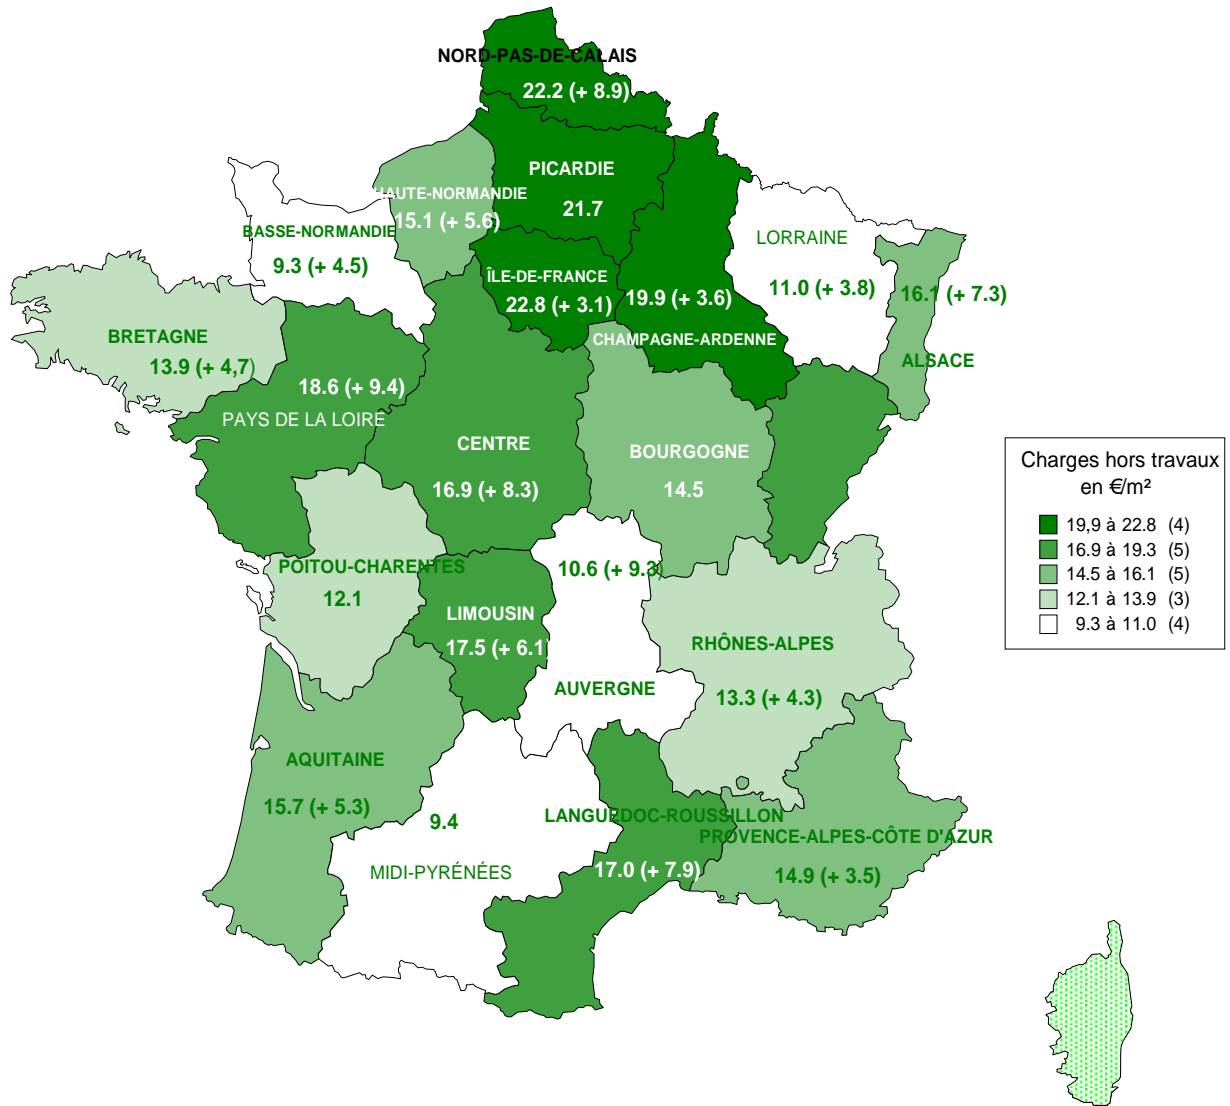 NORD-PAS-DE-CALAIS
22.2 (+ 8.9)
PICARDIE
21.7
HAUTE-NORMANDIE
15.1 (+ 5.6)
BASSE-NORMANDIE
9.3 (+ 4.5)
ÎLE-DE-FRANCE
22.8 (+ 3.1)
19.9 (+ 3.6)
CHAMPAGNE-ARDENNE
LORRAINE
11.0 (+ 3.8)
16.1 (+ 7.3)
ALSACE
BRETAGNE
13.9 (+ 4,7)
18.6 (+ 9.4)
PAYS DE LA LOIRE
CENTRE
16.9 (+ 8.3)
BOURGOGNE
14.5
POITOU-CHARENTES
12.1
LIMOUSIN
17.5 (+ 6.1
10.6 (+ 9.3)
AUVERGNE
RHÔNES-ALPES
13.3 (+ 4.3)
AQUITAINE
15.7 (+ 5.3)
9.4
MIDI-PYRÉNÉES
LANGUEDOC-ROUSSILLON
17.0 (+ 7.9)
PROVENCE-ALPES-CÔTE D'AZUR
14.9 (+ 3.5)
Charges hors travaux
en €/m²
19,9 à 22.8 (4)
16.9 à 19.3 (5)
14.5 à 16.1 (5)
12.1 à 13.9 (3)
9.3 à 11.0 (4)